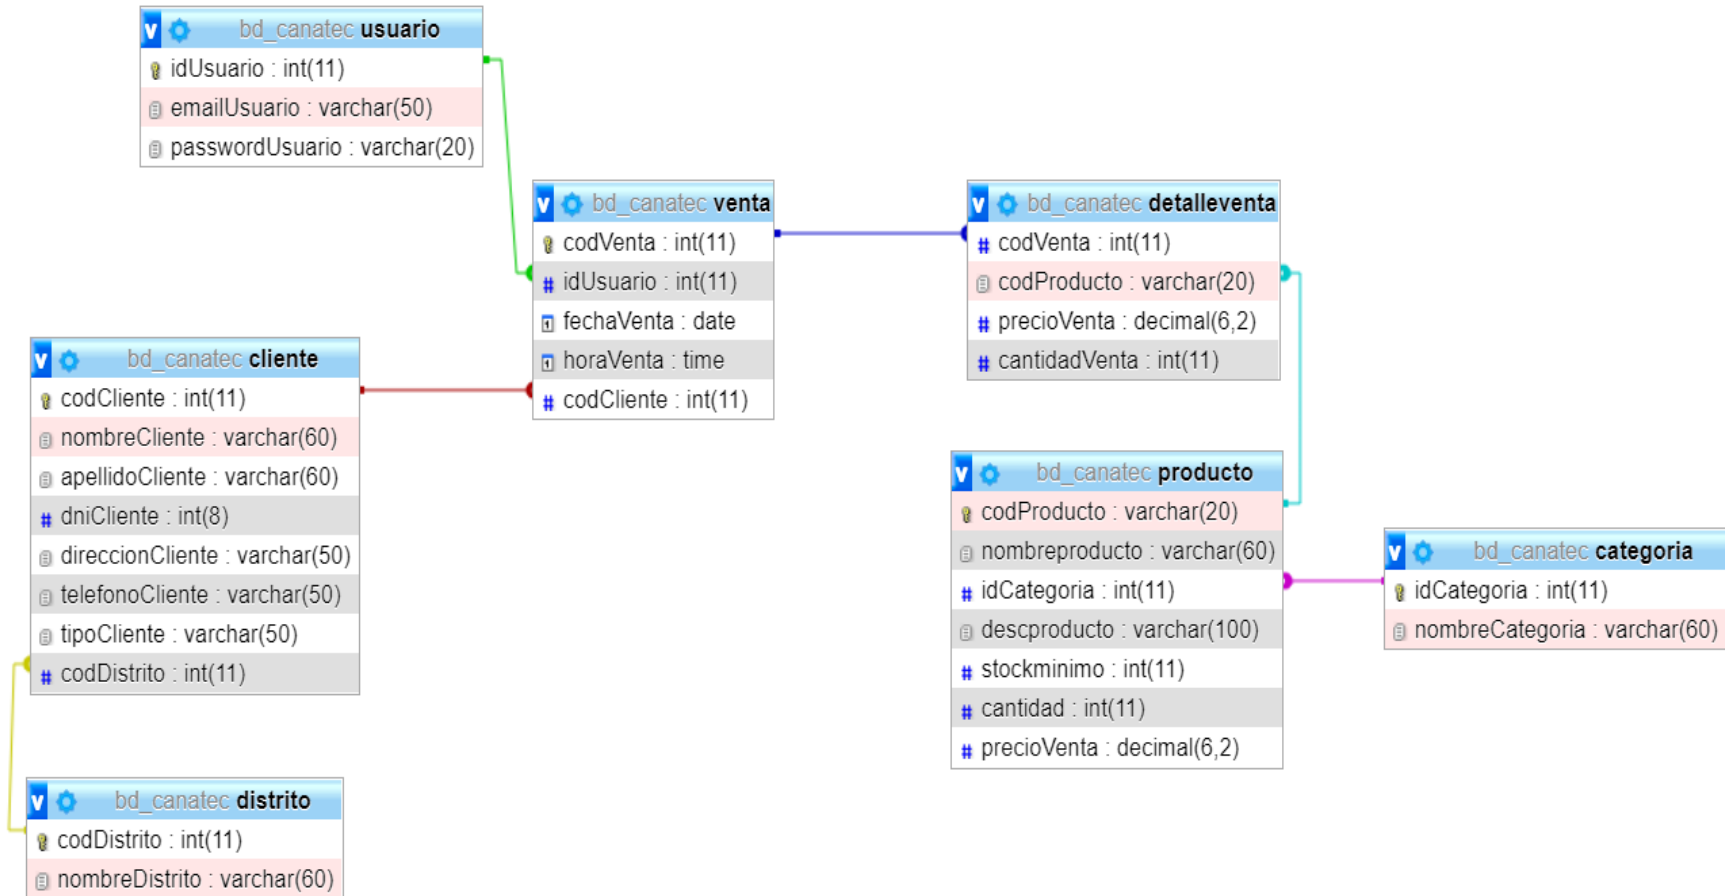 bd_canatec usuario
idUsuario : int(11)
emailUsuario : varchar(50)
passwordUsuario : varchar(20)
bd_canatec venta
codVenta : int(11)
idUsuario : int(11)
fechaVenta : date
horaVenta : time
codCliente : int(11)
bd_canatec detalleventa
codVenta : int(11)
codProducto : varchar(20)
precioVenta : decimal(6,2)
cantidadVenta : int(11)
bd_canatec cliente
codCliente : int(11)
nombreCliente : varchar(60)
apellidoCliente : varchar(60)
dniCliente : int(8)
direccionCliente : varchar(50)
telefonoCliente : varchar(50)
tipoCliente : varchar(50)
codDistrito : int(11)
bd_canatec producto
codProducto : varchar(20)
nombreproducto : varchar(60)
idCategoria : int(11)
descproducto : varchar(100)
stockminimo : int(11)
cantidad : int(11)
precioVenta : decimal(6,2)
bd_canatec categoria
idCategoria : int(11)
nombreCategoria : varchar(60)
bd_canatec distrito
codDistrito : int(11)
nombreDistrito : varchar(60)